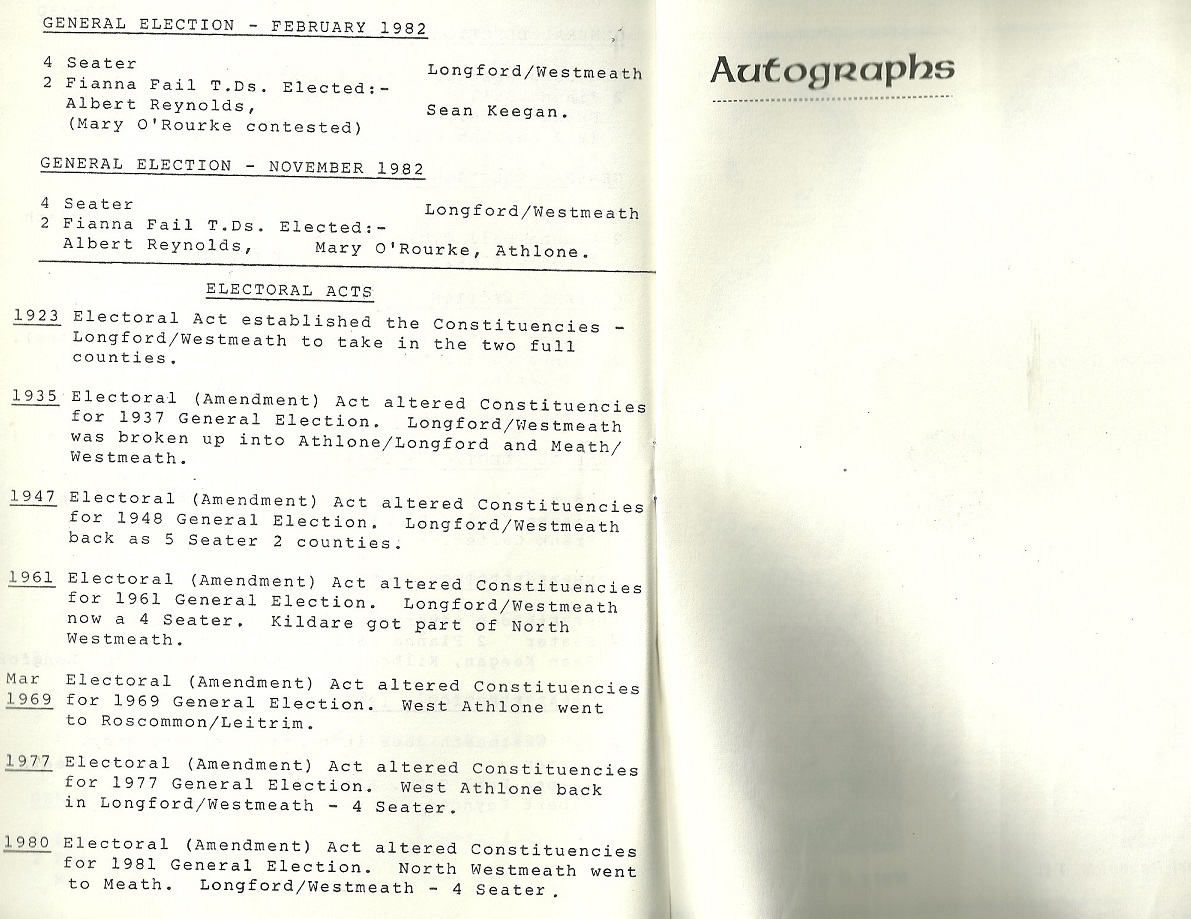 GENERAL ELECTION - FEBRUARY 1982
4 Seater Longford/Westmeath
2 Fianna Fail T.Ds. Elected:-
Albert Reynolds, Sean Keegan.
(Mary O'Rourke contested)
GENERAL ELECTION - NOVEMBER 1982
4 Seater Longford/Westmeath
2 Fianna Fail T.Ds. Elected:-
Albert Reynolds, Mary O'Rourke, Athlone.
ELECTORAL ACTS
1923 Electoral Act established the Constituencies -
Longford/Westmeath to take in the two full
counties.
1935 Electoral (Amendment) Act altered Constituencies
for 1937 General Election. Longford/Westmeath
was broken up into Athlone/Longford and Meath/
Westmeath.
1947 Electoral (Amendment) Act altered Constituencies
for 1948 General Election. Longford/Westmeath
back as 5 Seater 2 counties.
1961 Electoral (Amendment) Act altered Constituencies
for 1961 General Election. Longford/Westmeath
now a 4 Seater. Kildare got part of North
Westmeath.
Mar Electoral (Amendment) Act altered Constituencies
1969 for 1969 General Election. West Athlone went
to Roscommon/Leitrim.
1977 Electoral (Amendment) Act altered Constituencies
for 1977 General Election. West Athlone back
in Longford/Westmeath - 4 Seater.
1980 Electoral (Amendment) Act altered Constituencies
for 1981 General Election. North Westmeath went
to Meath. Longford/Westmeath - 4 Seater.
Autographs